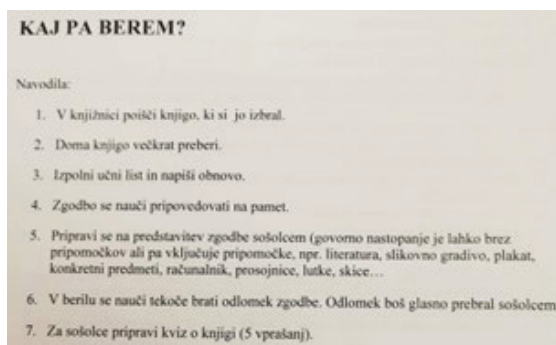 KAJ PA BEREM?
Navodila:
1. V knjižnici poišči knjigo, ki si jo izbral.
2. Doma knjigo večkrat preberi.
3. Izpolni učni list in napiši obnovo.
4. Zgodbo se nauči pripovedovati na pamet.
5. Pripravi se na predstavitev zgodbe sošolcem (govorno nastopanje je lahko brez
pripomočkov ali pa vključuje pripomočke, npr. literatura, slikovno gradivo, plakat,
konkretni predmeti, računalnik, prosojnice, lutke, skice…
6. V berilu se nauči tekoče brati odlomek zgodbe. Odlomek boš glasno prebral sošolcem
7. Za sošolce pripravi kviz o knjigi (5 vprašanj).